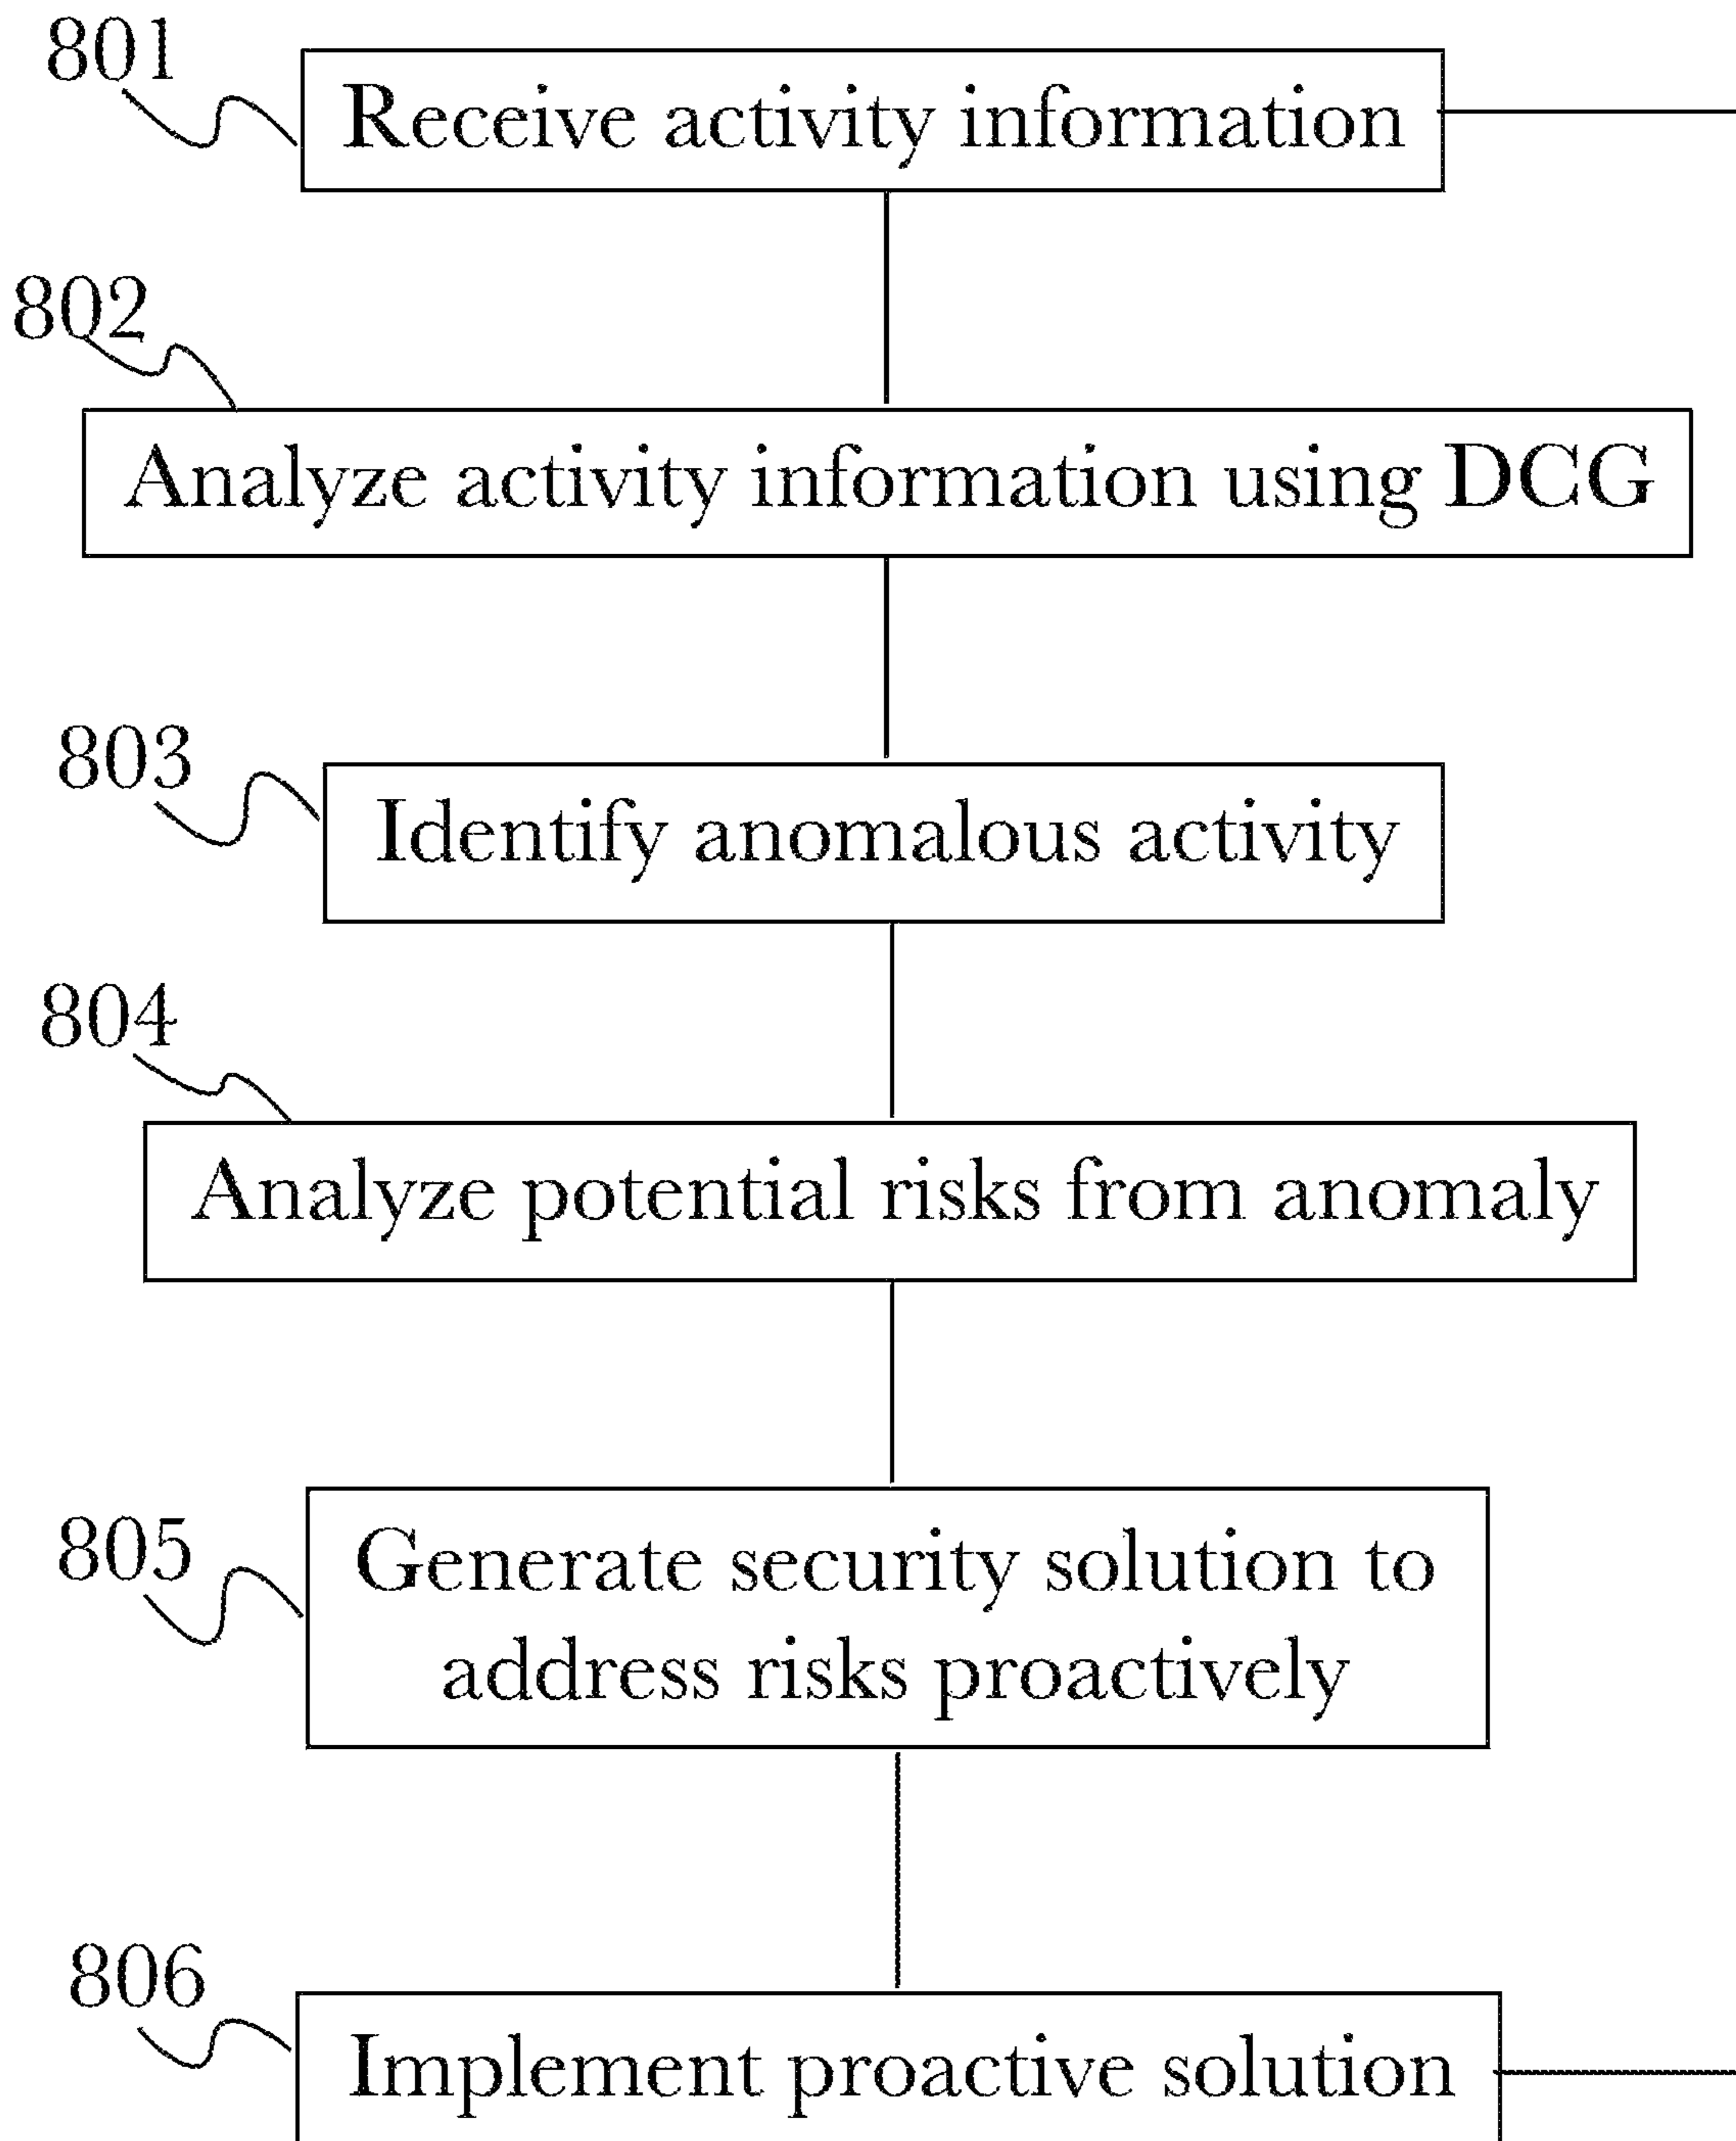 801
Receive activity information
802
Analyze activity information using DCG
803
Identify anomalous activity
804
Analyze potential risks from anomaly
805
Generate security solution to
address risks proactively
806
Implement proactive solution